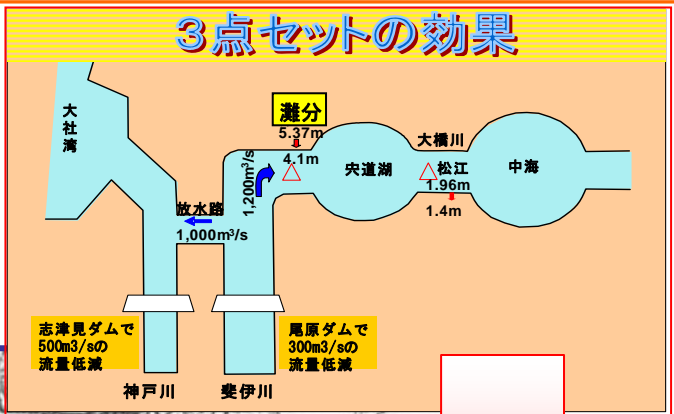 ３点セットの効果
大社湾
灘分
5.37m
4.1m
大橋川
宍道湖
松江
中海
1.96m
1.4m
1,200m³/s
放水路
1,000m³/s
志津見ダムで
500m3/sの
流量低減
尾原ダムで
300m3/sの
流量低減
神戸川
斐伊川